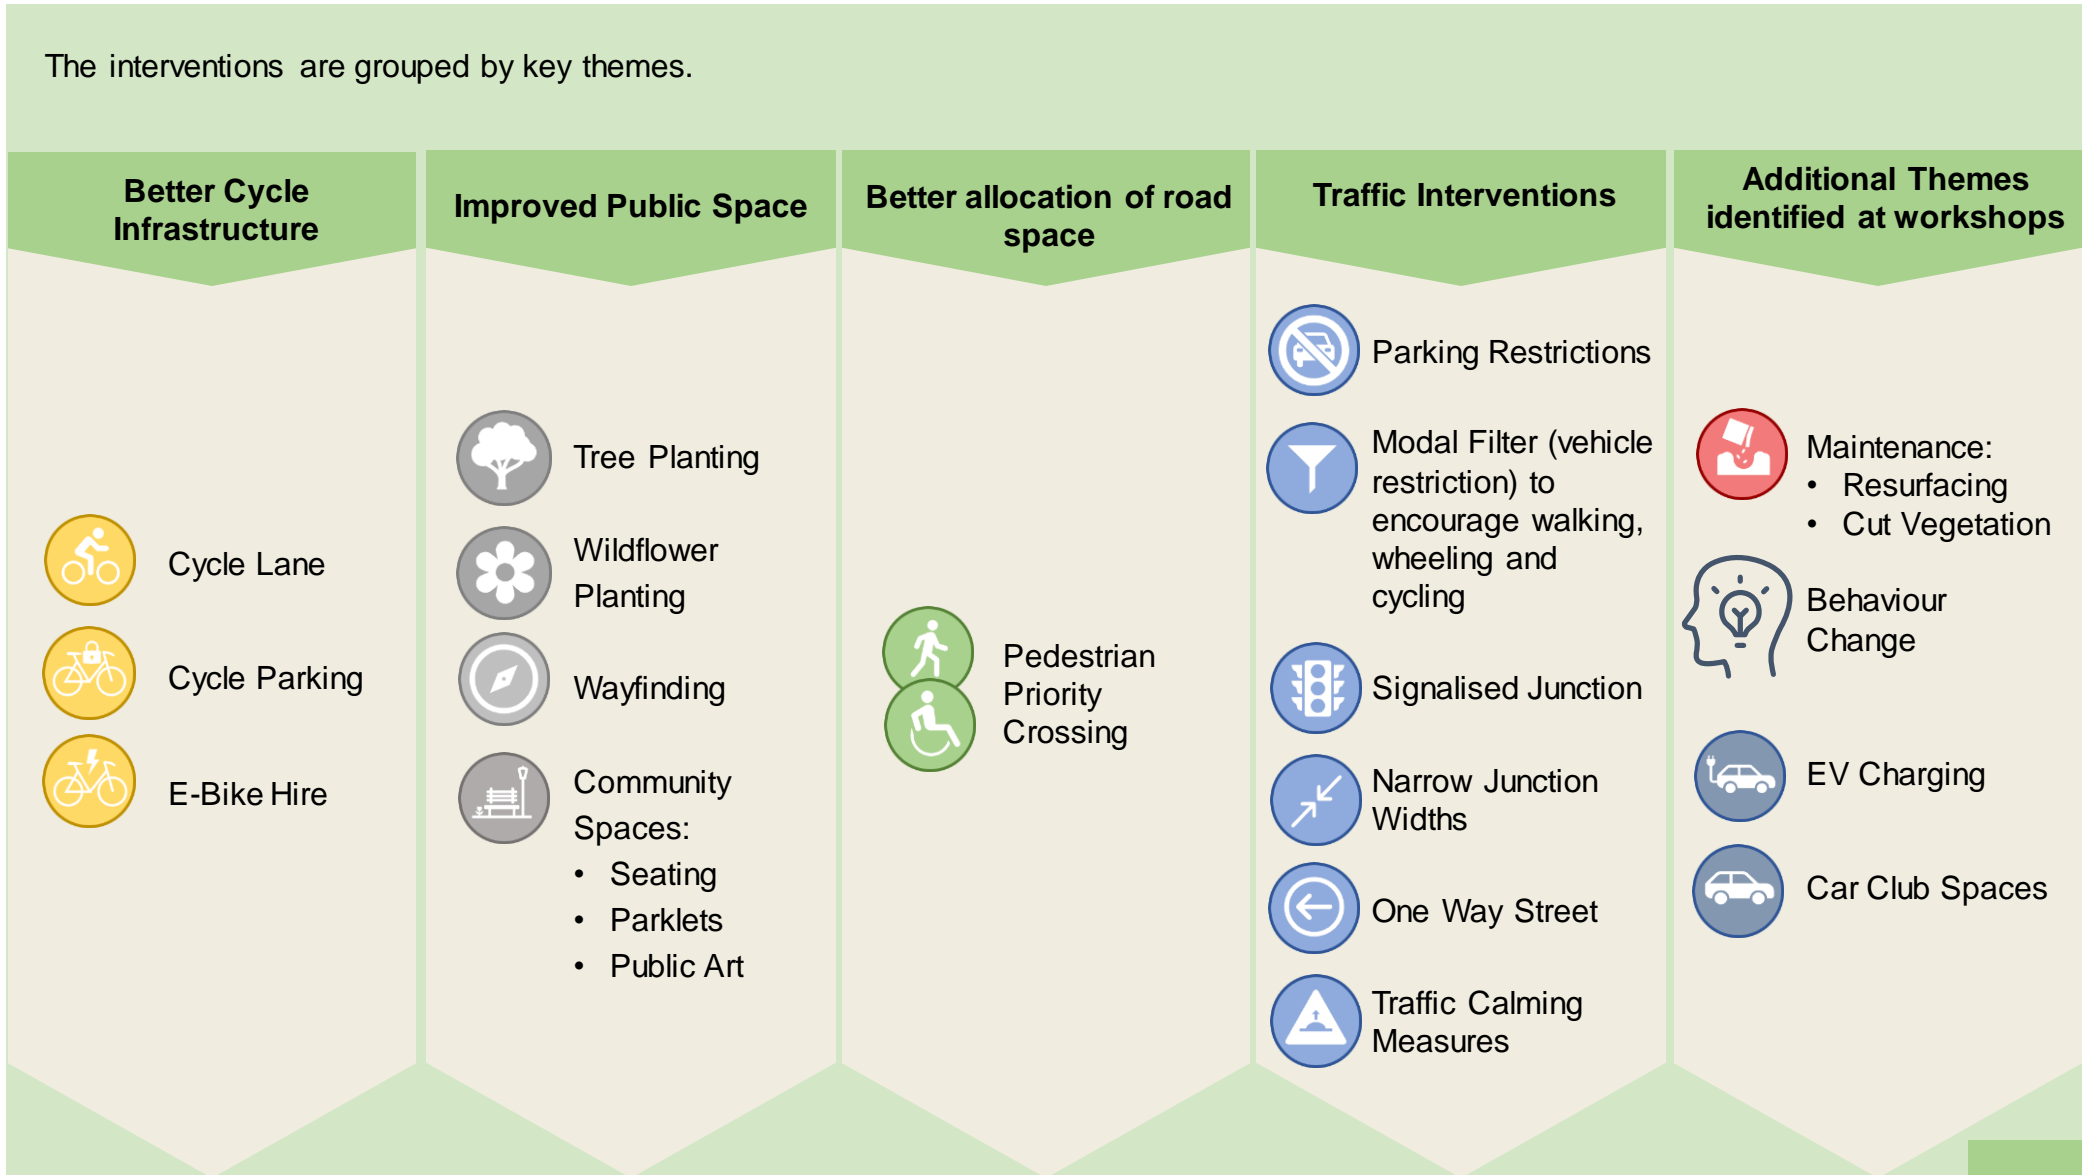 The interventions are grouped by key themes.
Better Cycle
Infrastructure
Cycle Lane
Cycle Parking
E-Bike Hire
Improved Public Space
Tree Planting
Wildflower
Planting
Wayfinding
Community
Spaces:
• Seating
• Parklets
• Public Art
Better allocation of road
space
Pedestrian
Priority
Crossing
Traffic Interventions
Parking Restrictions
Modal Filter (vehicle
restriction) to
encourage walking,
wheeling and
cycling
Signalised Junction
Narrow Junction
Widths
One Way Street
Traffic Calming
Measures
Additional Themes
identified at workshops
Maintenance:
• Resurfacing
• Cut Vegetation
Behaviour
Change
EV Charging
Car Club Spaces